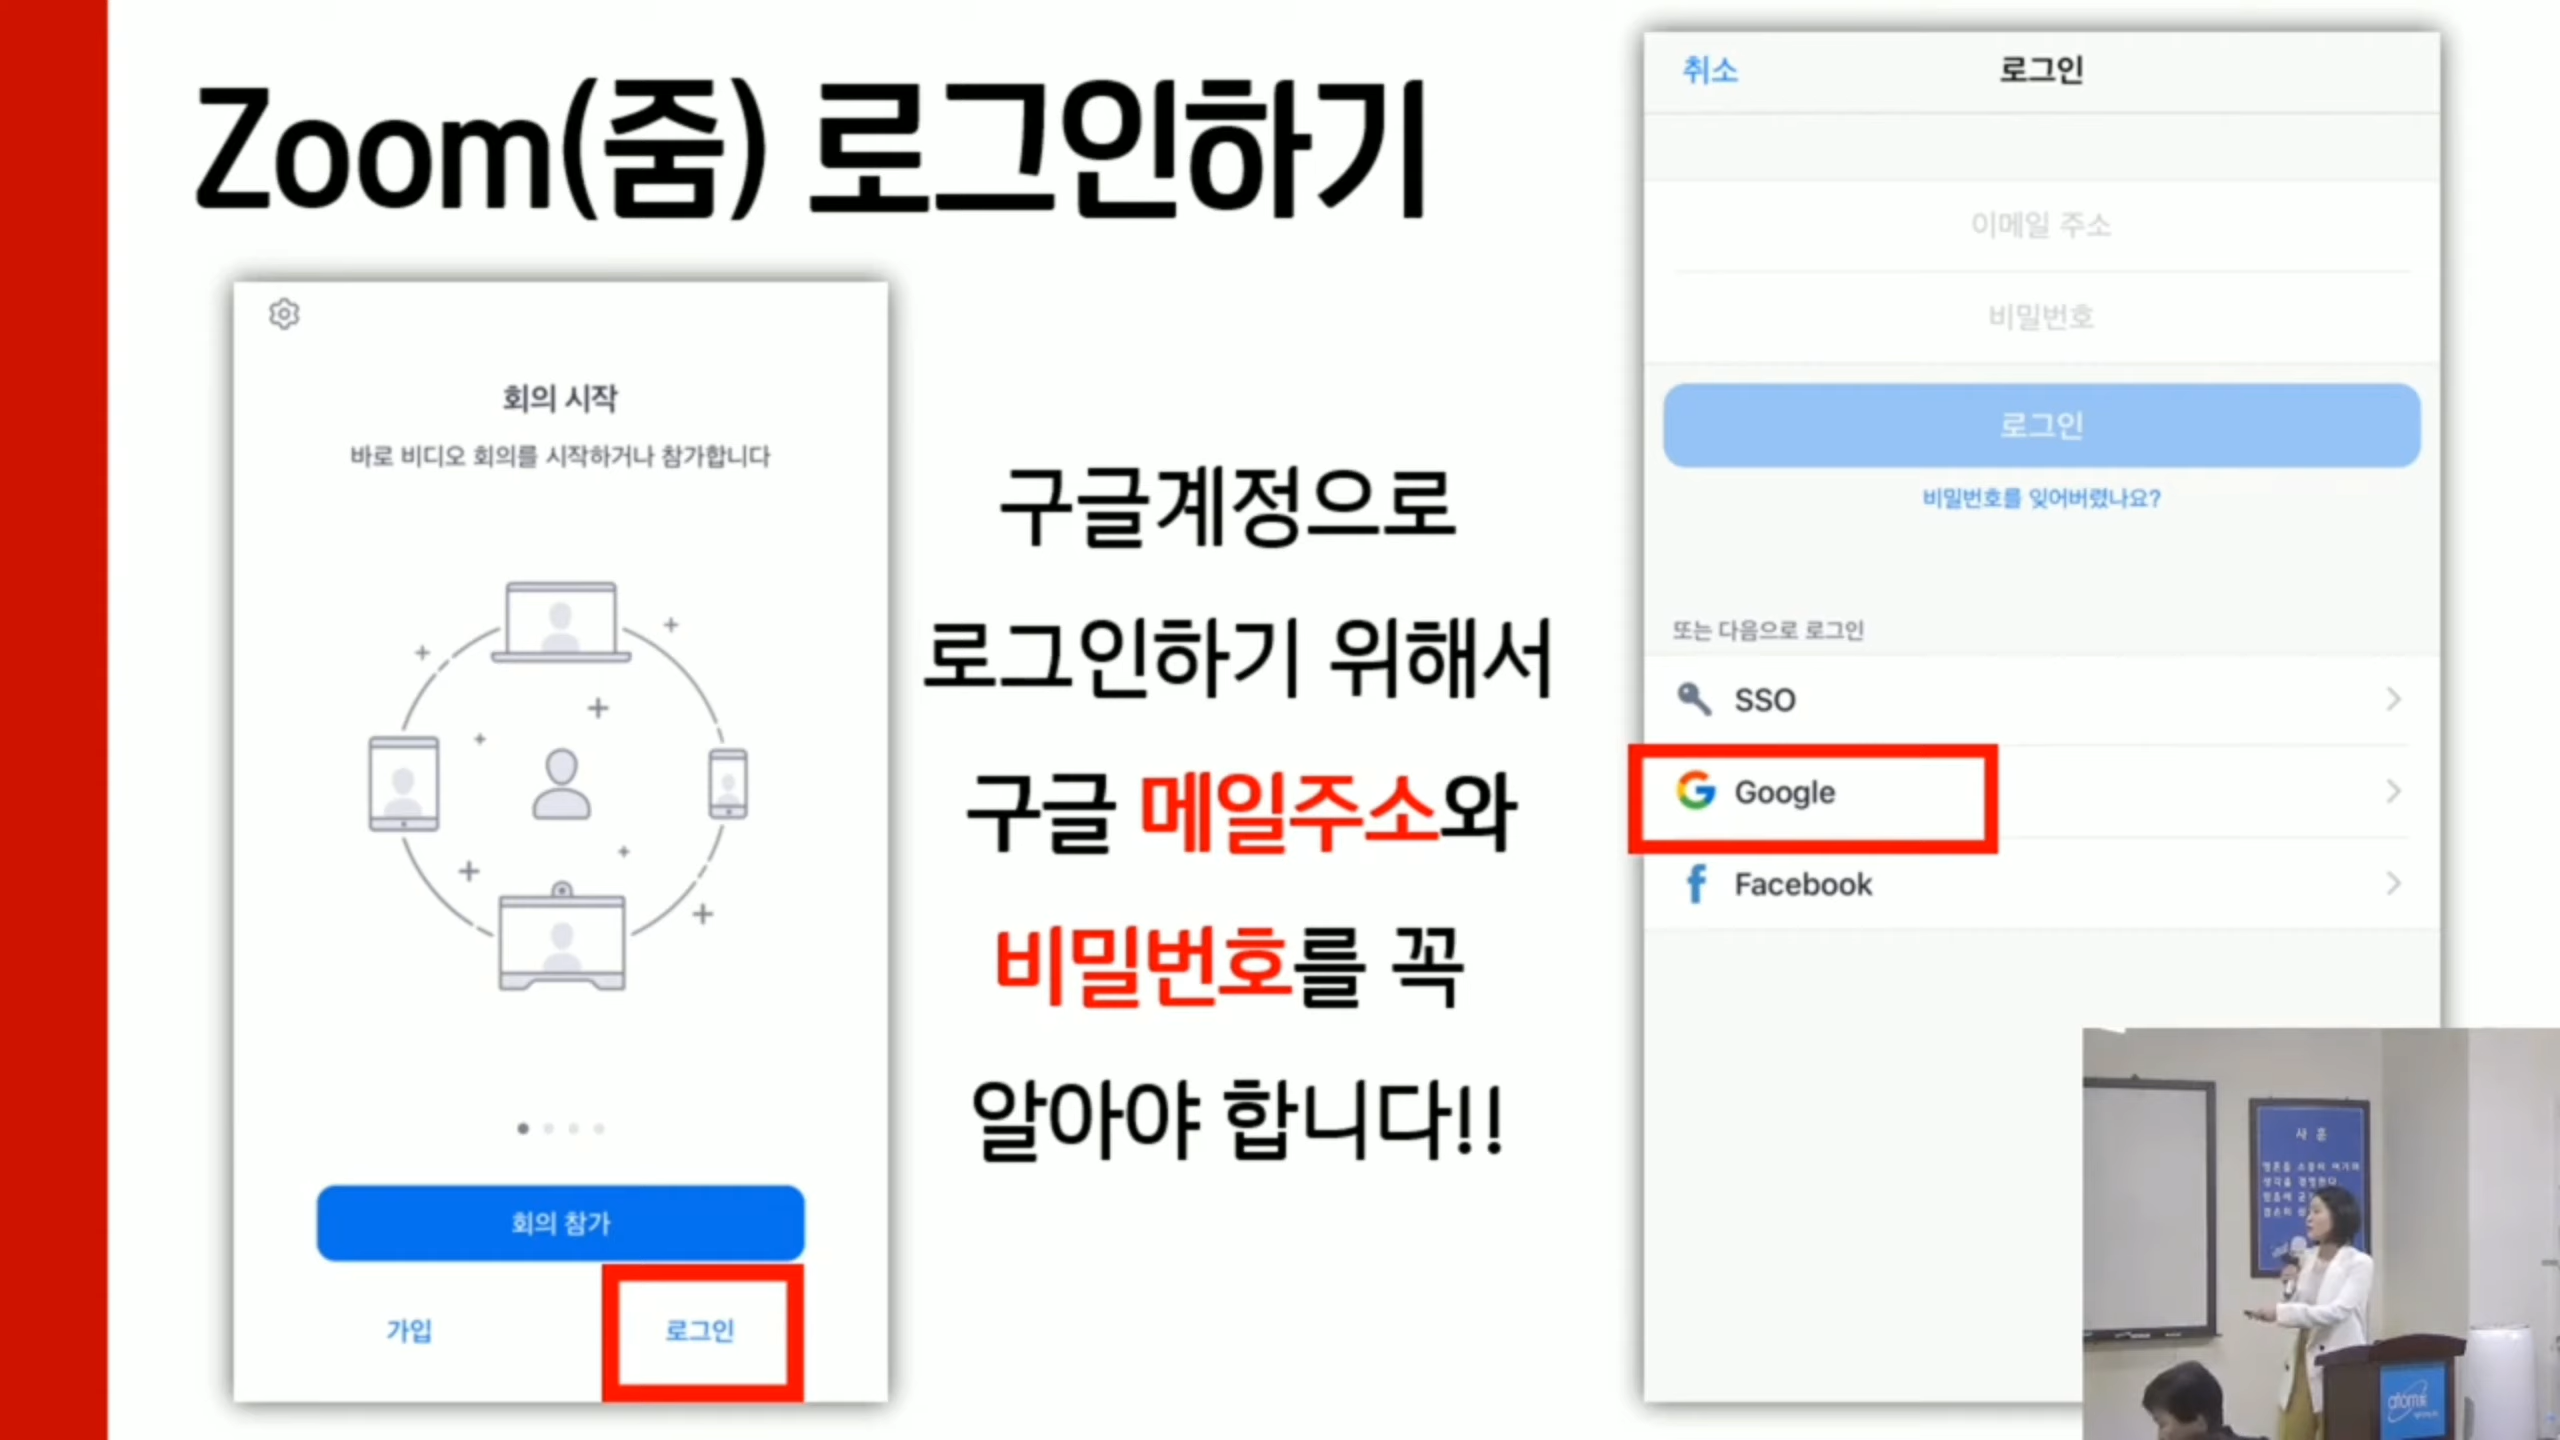 Zoom(줌) 로그인하기
회의 시작
바로 비디오 회의를 시작하거나 참가합니다
회의 참가
가입
로그인
구글계정으로
로그인하기 위해서
구글 메일주소와
비밀번호를 꼭
알아야 합니다!!
취소
로그인
이메일 주소
비밀번호
로그인
비밀번호를 잊어버렸나요?
또는 다음으로 로그인
SSO
Google
Facebook
사 훈